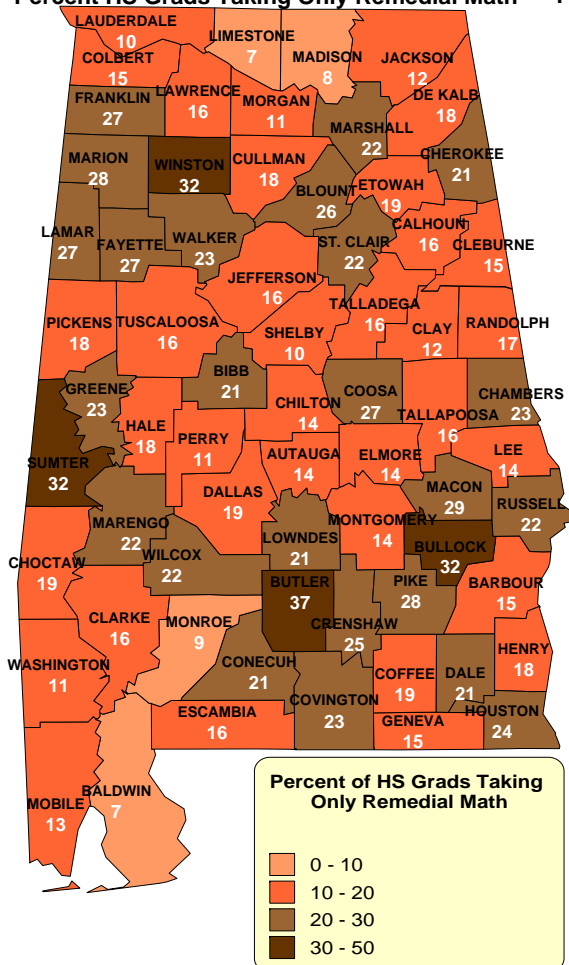 Percent HS Grads Taking Only Remedial Math
LAUDERDALE
10
LIMESTONE
7
MADISON
8
JACKSON
12
COLBERT
15
FRANKLIN
27
LAWRENCE
16
MORGAN
11
DE KALB
18
MARSHALL
22
CHEROKEE
21
MARION
28
WINSTON
32
CULLMAN
18
BLOUNT
26
ETOWAH
19
LAMAR
27
FAYETTE
27
WALKER
23
ST. CLAIR
22
CALHOUN
16
CLEBURNE
15
JEFFERSON
16
TALLADEGA
16
PICKENS
18
TUSCALOOSA
16
SHELBY
10
CLAY
12
RANDOLPH
17
BIBB
21
GREENE
23
HALE
18
PERRY
11
CHILTON
14
COOSA
27
TALLAPOOSA
16
CHAMBERS
23
SUMTER
32
AUTAUGA
14
ELMORE
14
LEE
14
DALLAS
19
MACON
29
RUSSELL
22
MARENGO
22
WILCOX
22
LOWNDES
21
MONTGOMERY
14
BULLOCK
32
CHOCTAW
19
BUTLER
37
PIKE
28
BARBOUR
15
CLARKE
16
MONROE
9
CRENSHAW
25
WASHINGTON
11
CONECUH
21
COVINGTON
23
COFFEE
19
DALE
21
HENRY
18
ESCAMBIA
16
GENEVA
15
HOUSTON
24
MOBILE
13
BALDWIN
7
Percent of HS Grads Taking
Only Remedial Math
0 - 10
10 - 20
20 - 30
30 - 50